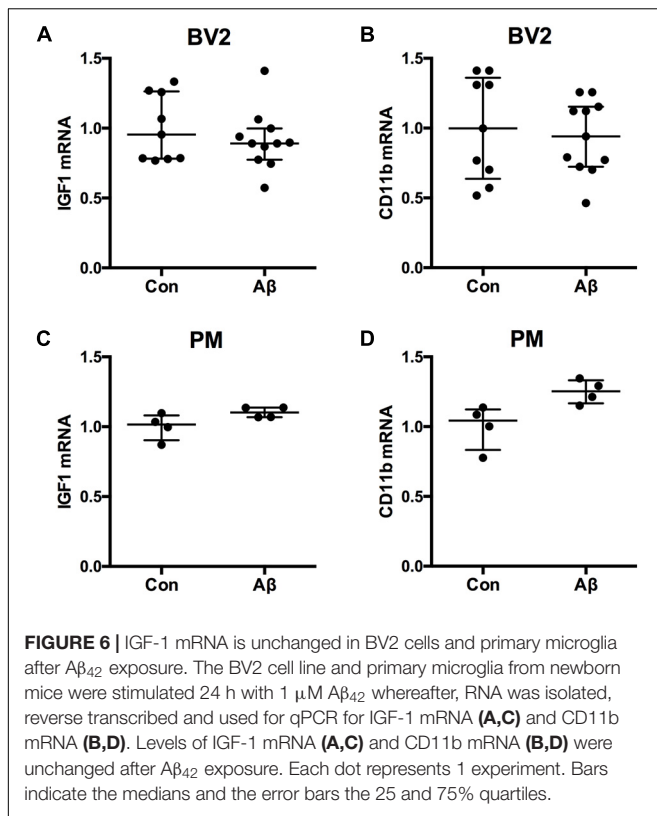 A
BV2
1.5
1.0
0.5
0.0
IGF1 mRNA
Con
Aβ
B
BV2
1.5
1.0
0.5
0.0
CD11b mRNA
Con
Aβ
C
PM
1.5
1.0
0.5
0.0
IGF1 mRNA
Con
Aβ
D
PM
1.5
1.0
0.5
0.0
CD11b mRNA
Con
Aβ
FIGURE 6 | IGF-1 mRNA is unchanged in BV2 cells and primary microglia
after Aβ₄₂ exposure. The BV2 cell line and primary microglia from newborn
mice were stimulated 24 h with 1 μM Aβ₄₂ whereafter, RNA was isolated,
reverse transcribed and used for qPCR for IGF-1 mRNA (A,C) and CD11b
mRNA (B,D). Levels of IGF-1 mRNA (A,C) and CD11b mRNA (B,D) were
unchanged after Aβ₄₂ exposure. Each dot represents 1 experiment. Bars
indicate the medians and the error bars the 25 and 75% quartiles.